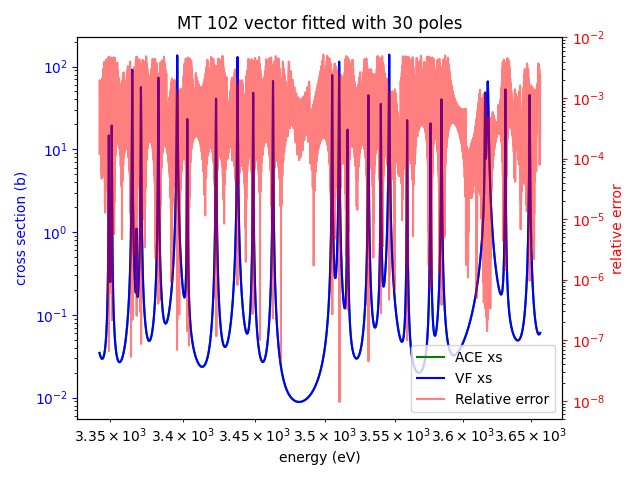 MT 102 vector fitted with 30 poles
cross section (b)
10²
10¹
10⁰
10⁻¹
10⁻²
10⁻²
10⁻³
10⁻⁴
10⁻⁵
10⁻⁶
10⁻⁷
10⁻⁸
relative error
ACE xs
VF xs
Relative error
3.35 × 10³ 3.4 × 10³ 3.45 × 10³ 3.5 × 10³ 3.55 × 10³ 3.6 × 10³ 3.65 × 10³
energy (eV)